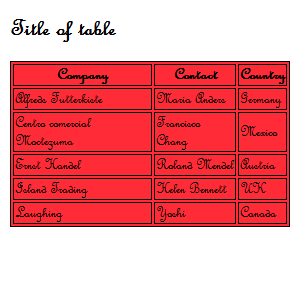 Title of table
Company Contact Country
Alfreds Futterkiste Maria Anders Germany
Centro comercial Moctezuma Francisco Chang Mexico
Ernst Handel Roland Mendel Austria
Island Trading Helen Bennett UK
Laughing Yoshi Canada